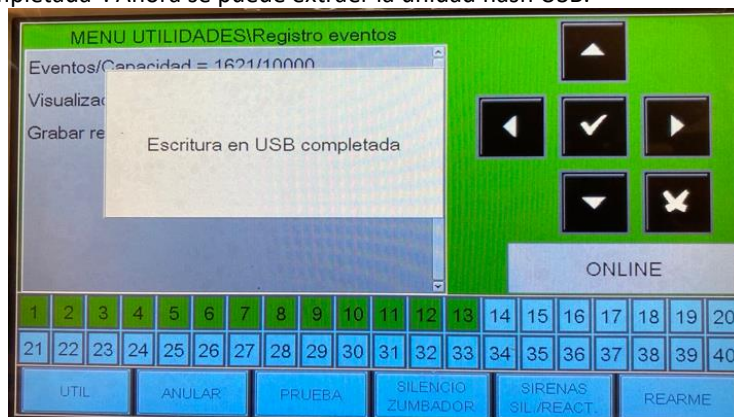 Ahora se puede extraer la unidad flash USB.
MENU UTILIDADES\Registro eventos
Eventos/Capacidad = 1621/10000
Visualizac
Grabar re
Escritura en USB completada
ONLINE
1 2 3 4 5 6 7 8 9 10 11 12 13 14 15 16 17 18 19 20
21 22 23 24 25 26 27 28 29 30 31 32 33 34 35 36 37 38 39 40
UTIL ANULAR PRUEBA SILENCIO ZUMBADOR SIRENAS SIL./REACT. REARME